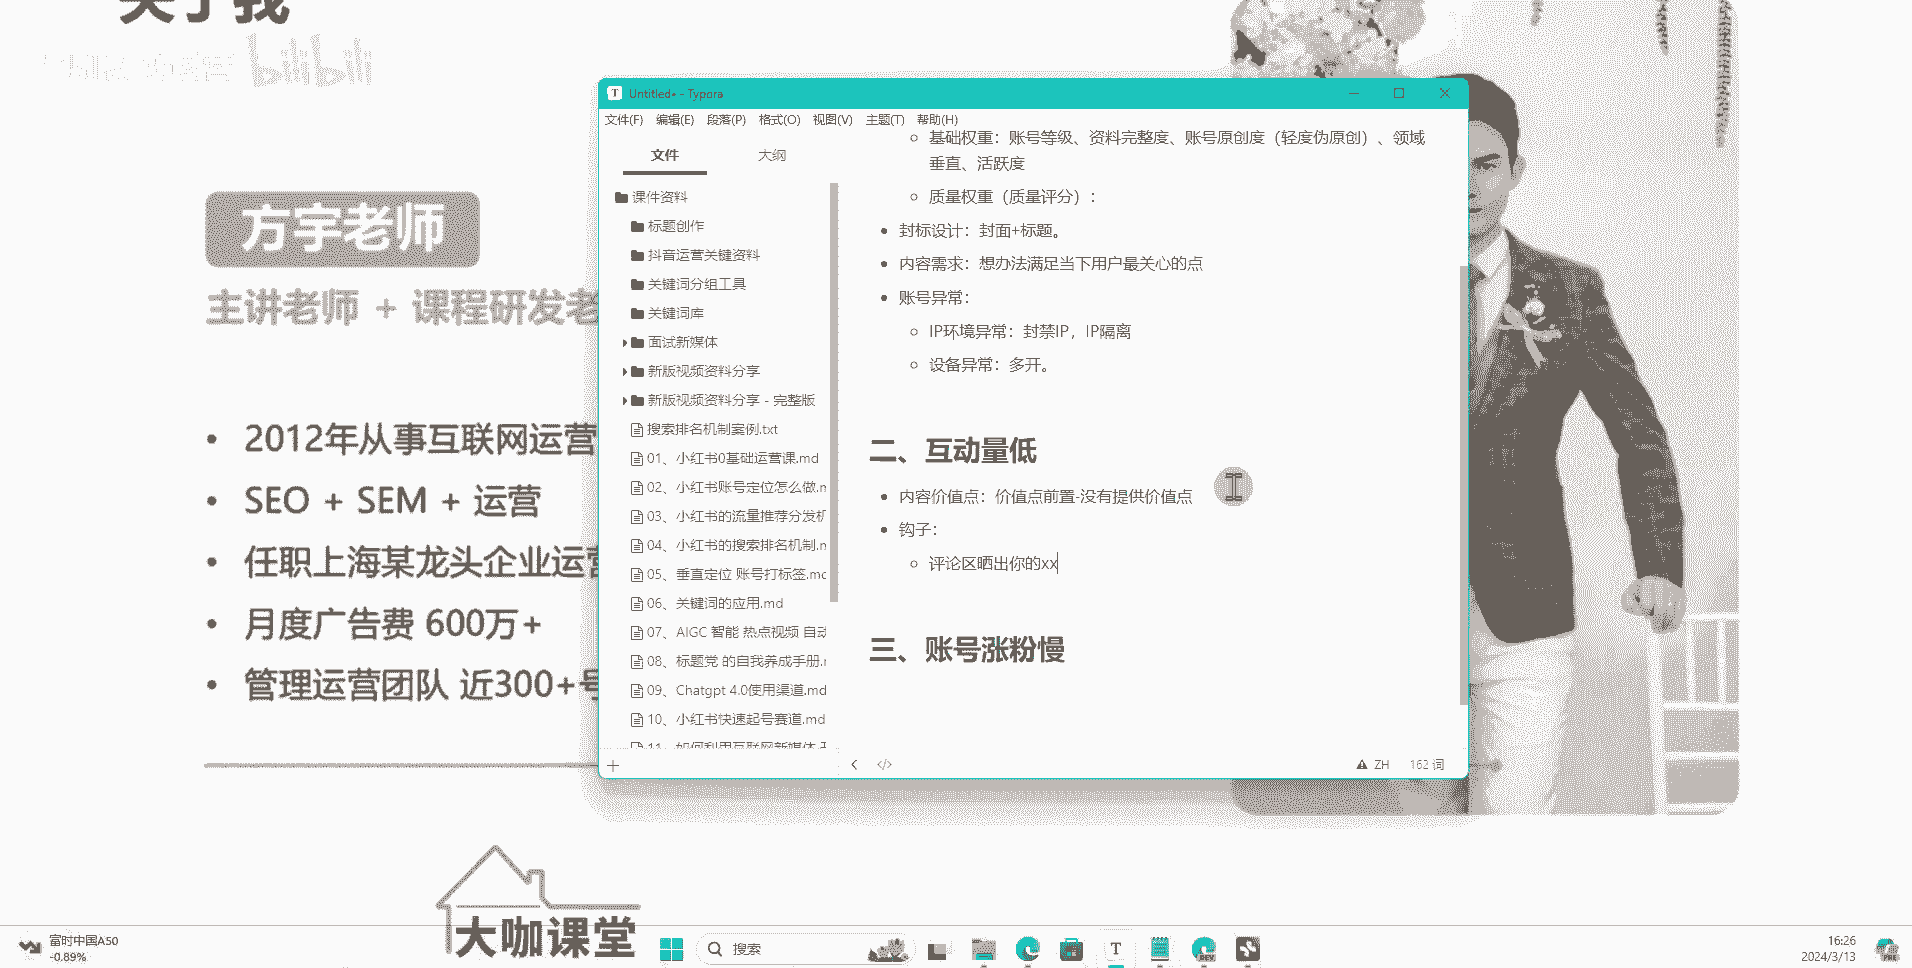 关于我
bilibili
方宇老师
主讲老师 + 课程研发老
2012年从事互联网运营
SEO + SEM + 运营
任职上海某龙头企业运营
月度广告费 600万+
管理运营团队 近300+号
Untitled• - Typora
文件(F) 编辑(E) 段落(P) 格式(O) 视图(V) 主题(T) 帮助(H)
文件 大纲
课件资料
标题创作
抖音运营关键资料
关键词分组工具
关键词库
面试新媒体
新版视频资料分享
新版视频资料分享 - 完整版
搜索排名机制案例.txt
01、小红书0基础运营课.md
02、小红书账号定位怎么做.m
03、小红书的流量推荐分发机
04、小红书的搜索排名机制.m
05、垂直定位 账号打标签.md
06、关键词的应用.md
07、AIGC 智能 热点视频 自动
08、标题党 的自我养成手册.m
09、Chatgpt 4.0使用渠道.md
10、小红书快速起号赛道.md
11、如何利用互联网新媒体
基础权重：账号等级、资料完整度、账号原创度（轻度伪原创）、领域
垂直、活跃度
质量权重（质量评分）：
封标设计：封面+标题。
内容需求：想办法满足当下用户最关心的点
账号异常：
IP环境异常：封禁IP，IP隔离
设备异常：多开。
二、互动量低
内容价值点：价值点前置-没有提供价值点
钩子：
评论区晒出你的xx
三、账号涨粉慢
ZH 162 词
大咖课堂
富时中国A50
-0.89%
搜索
T
DEV
16:26
2024/3/13
PRE